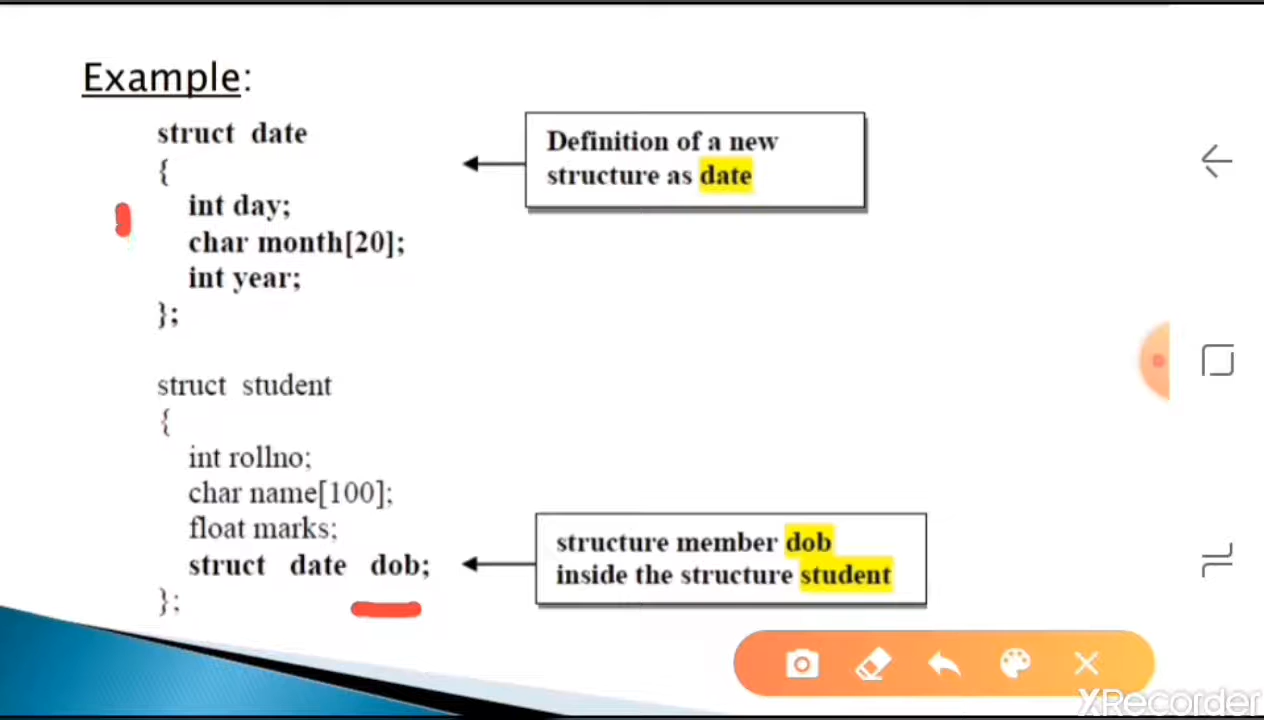 Example:
struct date
{
int day;
char month[20];
int year;
};
Definition of a new
structure as date
struct student
{
int rollno;
char name[100];
float marks;
struct date dob;
};
structure member dob
inside the structure student
XRecorder